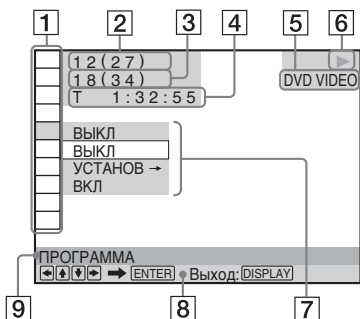 1 2 3 4 5 6
12(27)
18(34)
T 1:32:55
DVD VIDEO
ВЫКЛ
ВЫКЛ
УСТАНОВ →
ВКЛ
ПРОГРАММА
ENTER Выход: DISPLAY
9 8 7